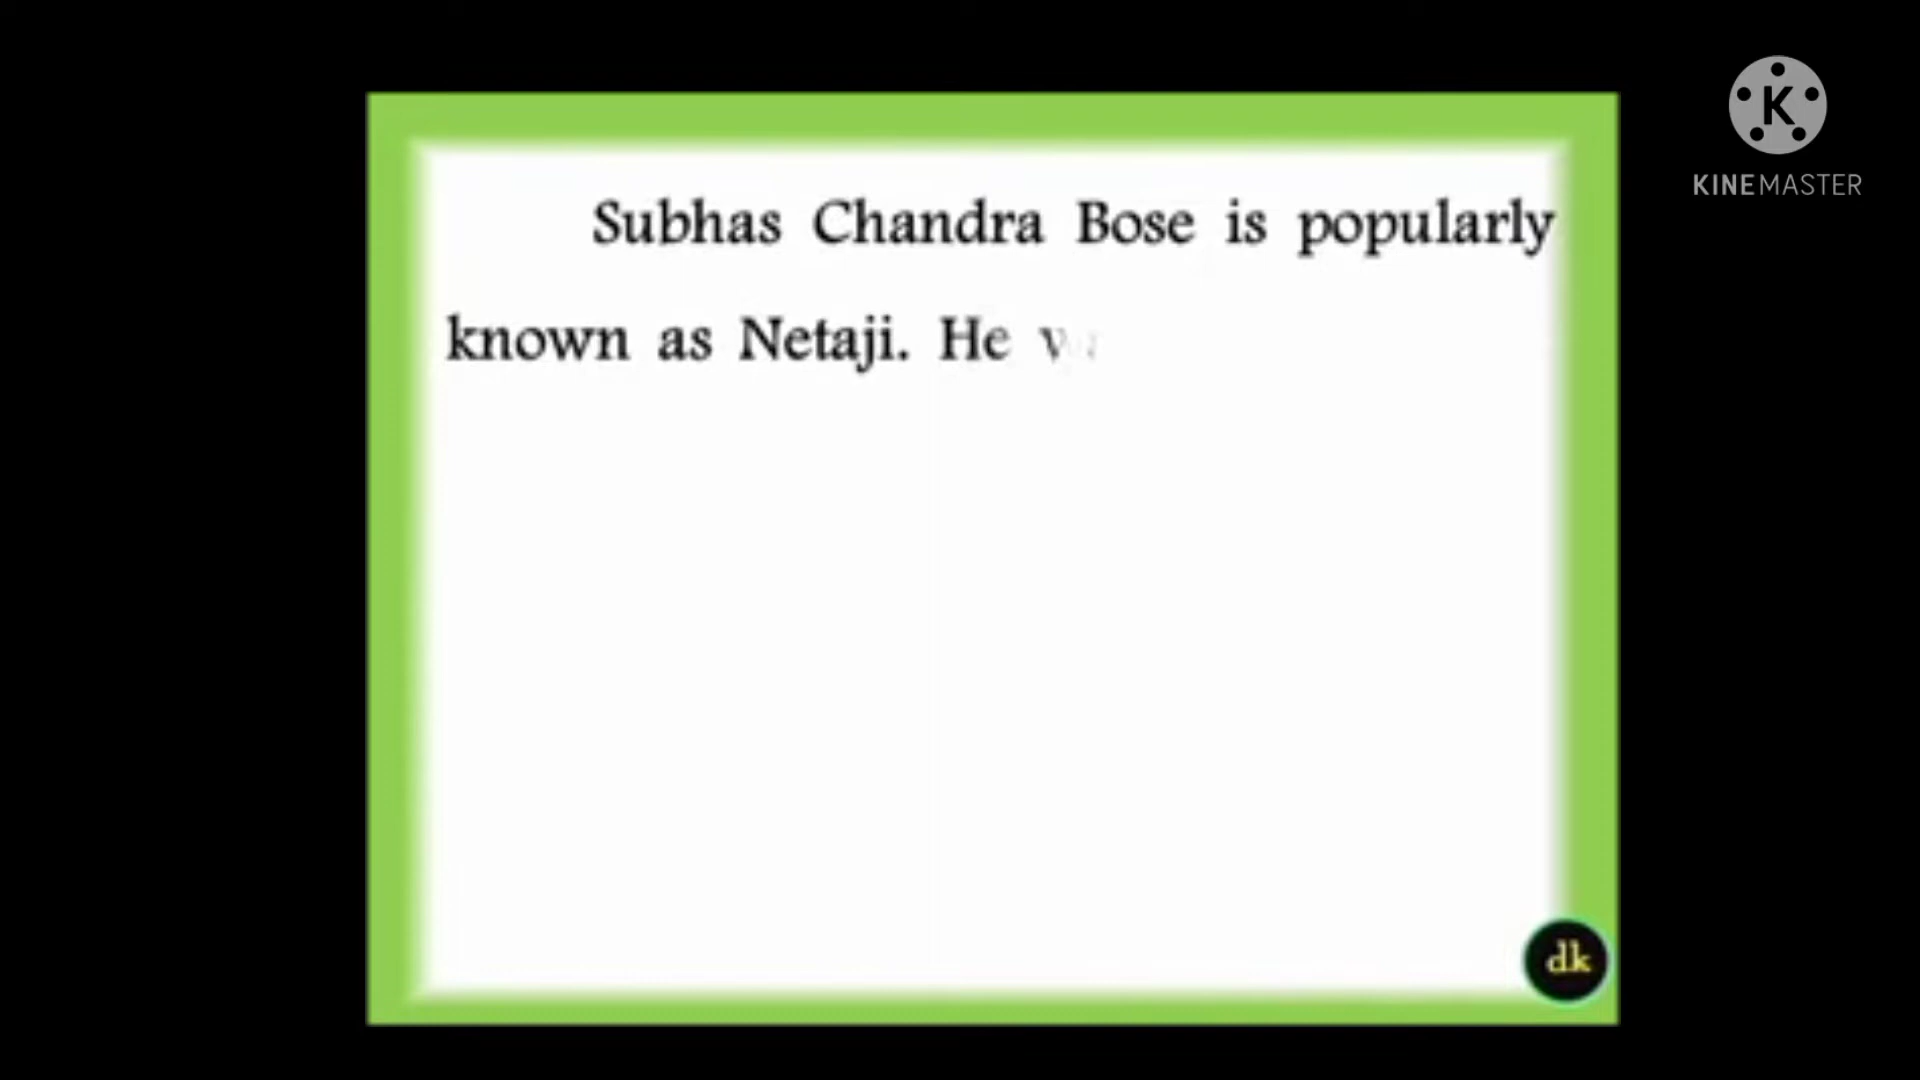 Subhas Chandra Bose is popularly
known as Netaji. He
K
KINEMASTER
dk